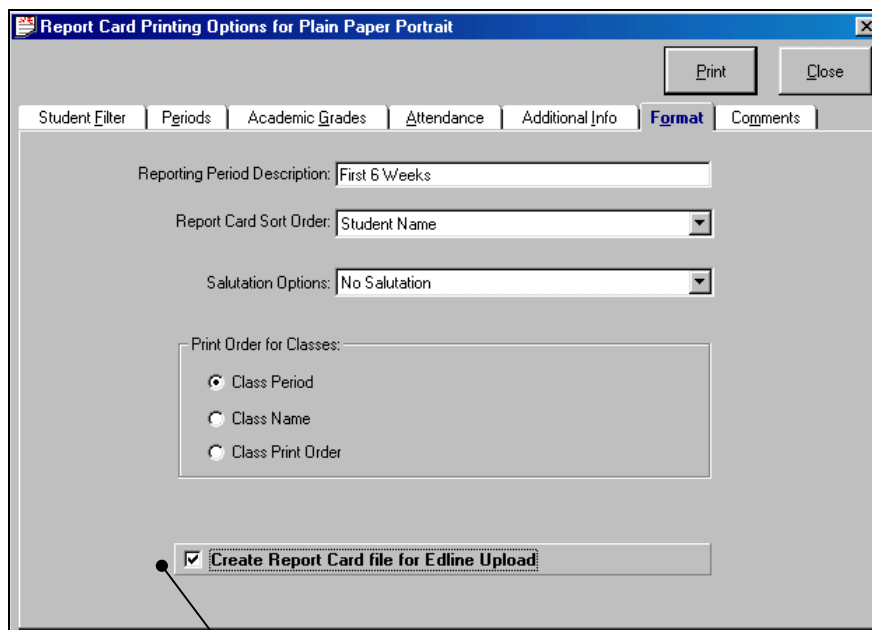 Report Card Printing Options for Plain Paper Portrait
Print Close
Student Filter Periods Academic Grades Attendance Additional Info Format Comments
Reporting Period Description: First 6 Weeks
Report Card Sort Order: Student Name
Salutation Options: No Salutation
Print Order for Classes:
Class Period
Class Name
Class Print Order
Create Report Card file for Edline Upload